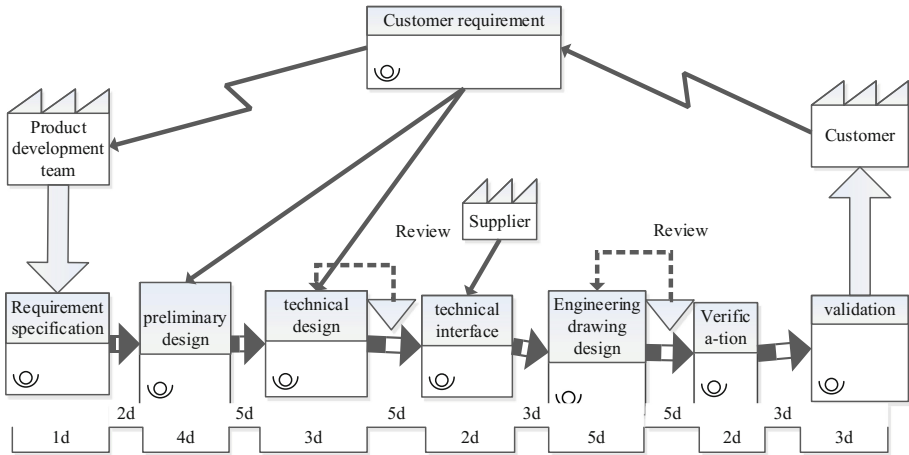 Customer requirement
Product
development
team
Customer
Supplier
Review
Review
Requirement
specification
preliminary
design
technical
design
technical
interface
Engineering
drawing
design
Verific
a-tion
validation
2d
5d
5d
3d
5d
3d
1d
4d
3d
2d
5d
2d
3d